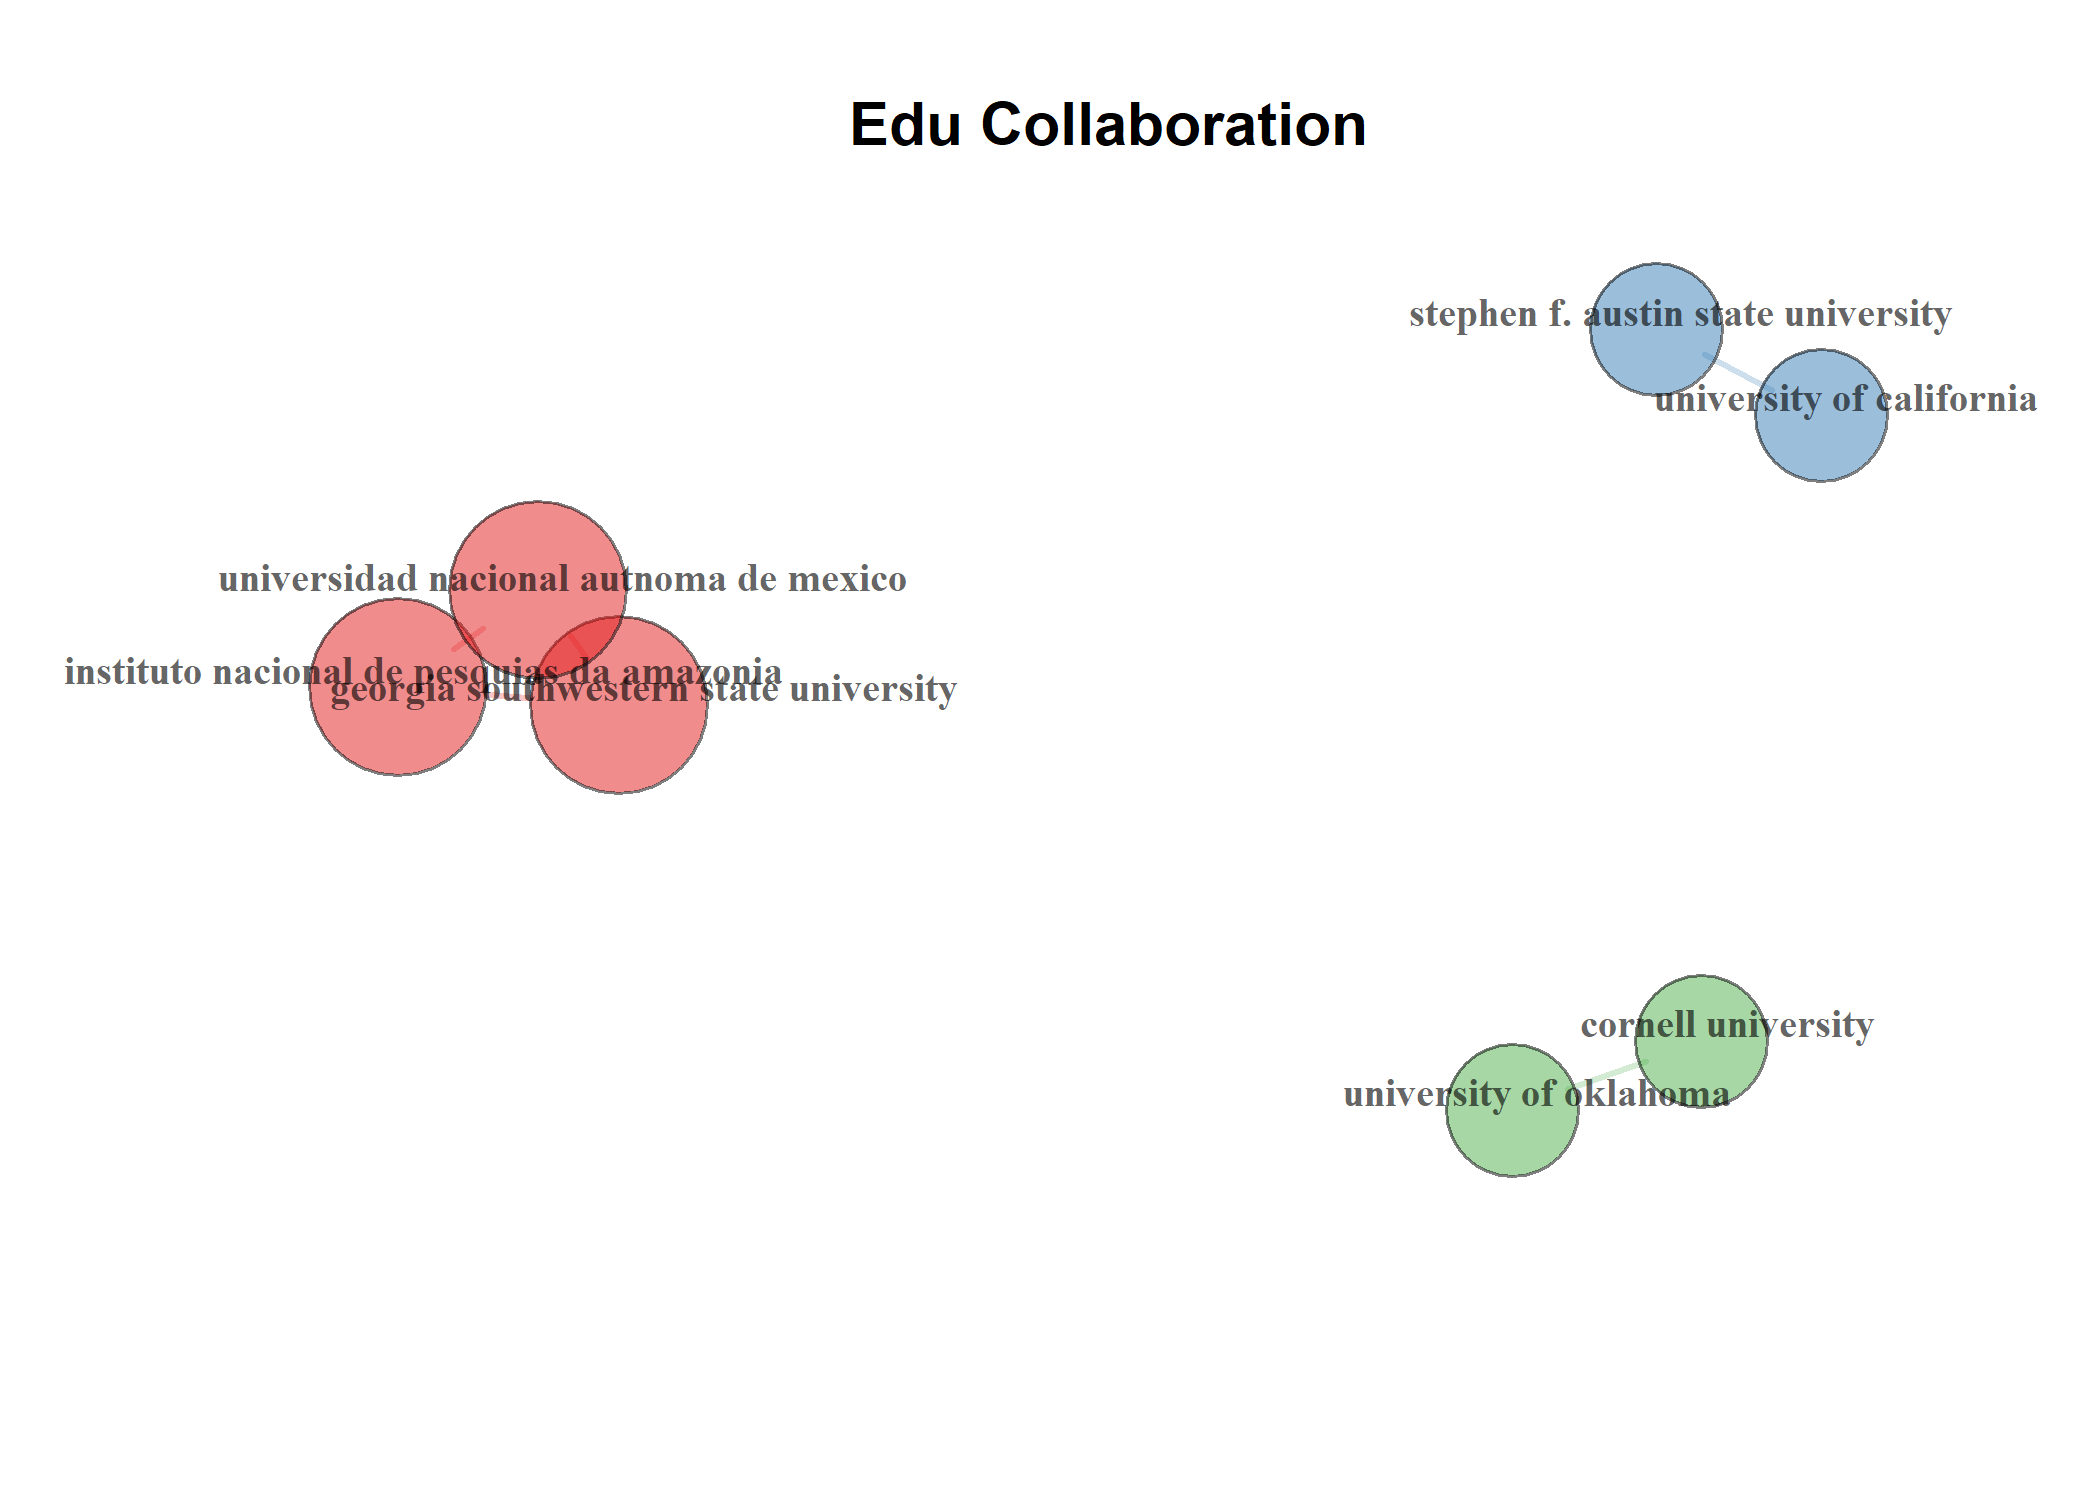 Edu Collaboration
stephen f. austin state university
university of california
universidad nacional autnoma de mexico
instituto nacional de pesquias da amazonia
georgia southwestern state university
cornell university
university of oklahoma